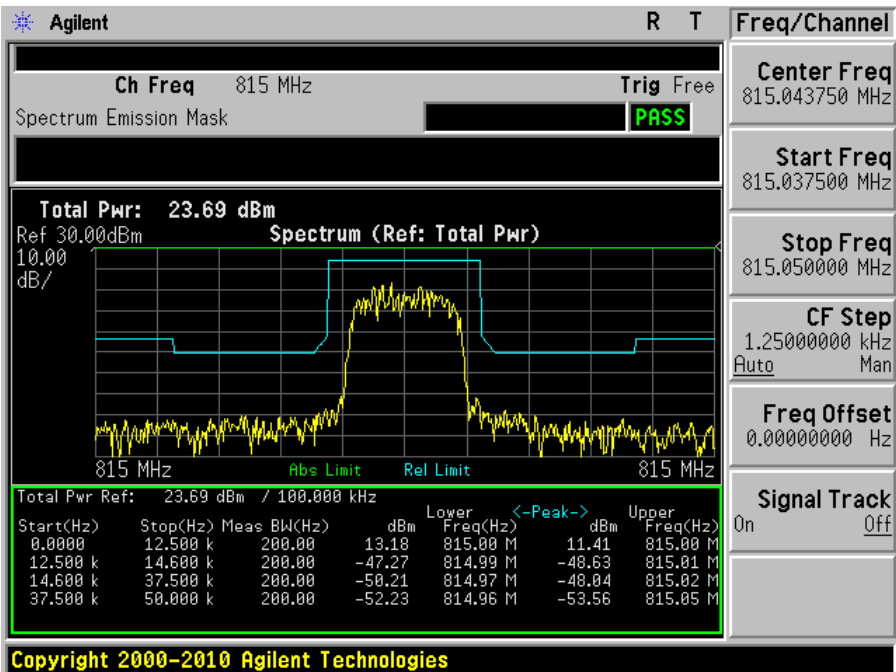 Agilent R T
Freq/Channel
Ch Freq 815 MHz Trig Free
Spectrum Emission Mask PASS
Total Pwr: 23.69 dBm
Ref 30.00dBm Spectrum (Ref: Total Pwr)
10.00
dB/
815 MHz Abs Limit Rel Limit 815 MHz
Total Pwr Ref: 23.69 dBm / 100.000 kHz
Lower <-Peak-> Upper
Start(Hz) Stop(Hz) Meas BW(Hz) dBm Freq(Hz) dBm Freq(Hz)
0.0000 12.500 k 200.00 13.18 815.00 M 11.41 815.00 M
12.500 k 14.600 k 200.00 -47.27 814.99 M -48.63 815.01 M
14.600 k 37.500 k 200.00 -50.21 814.97 M -48.04 815.02 M
37.500 k 50.000 k 200.00 -52.23 814.96 M -53.56 815.05 M
Center Freq
815.043750 MHz
Start Freq
815.037500 MHz
Stop Freq
815.050000 MHz
CF Step
1.25000000 kHz
Auto Man
Freq Offset
0.00000000 Hz
Signal Track
On Off
Copyright 2000-2010 Agilent Technologies